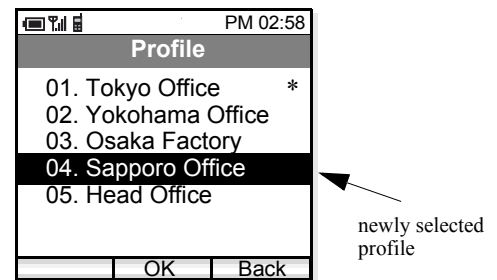 PM 02:58
Profile
01. Tokyo Office *
02. Yokohama Office
03. Osaka Factory
04. Sapporo Office
05. Head Office
newly selected
profile
OK Back